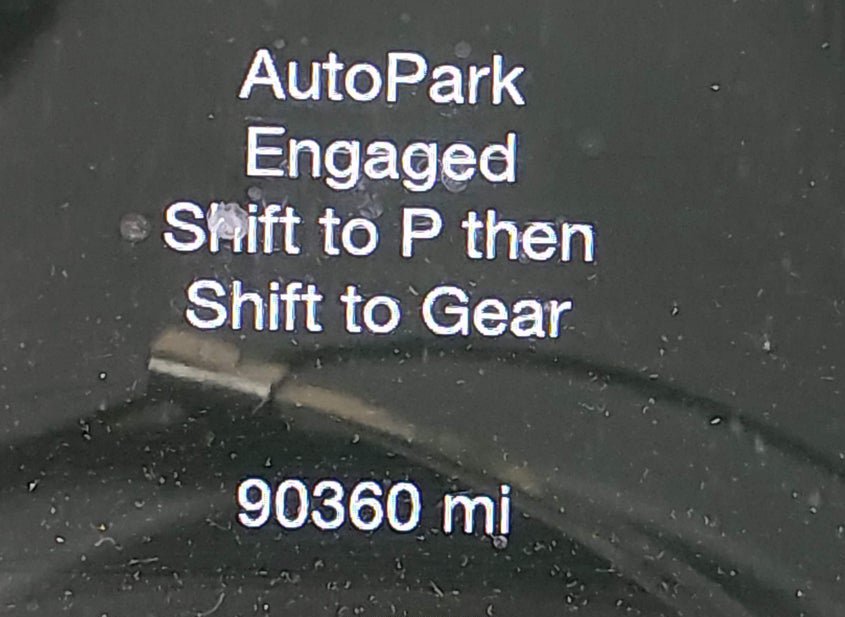 AutoPark
Engaged
Shift to P then
Shift to Gear
90360 mi